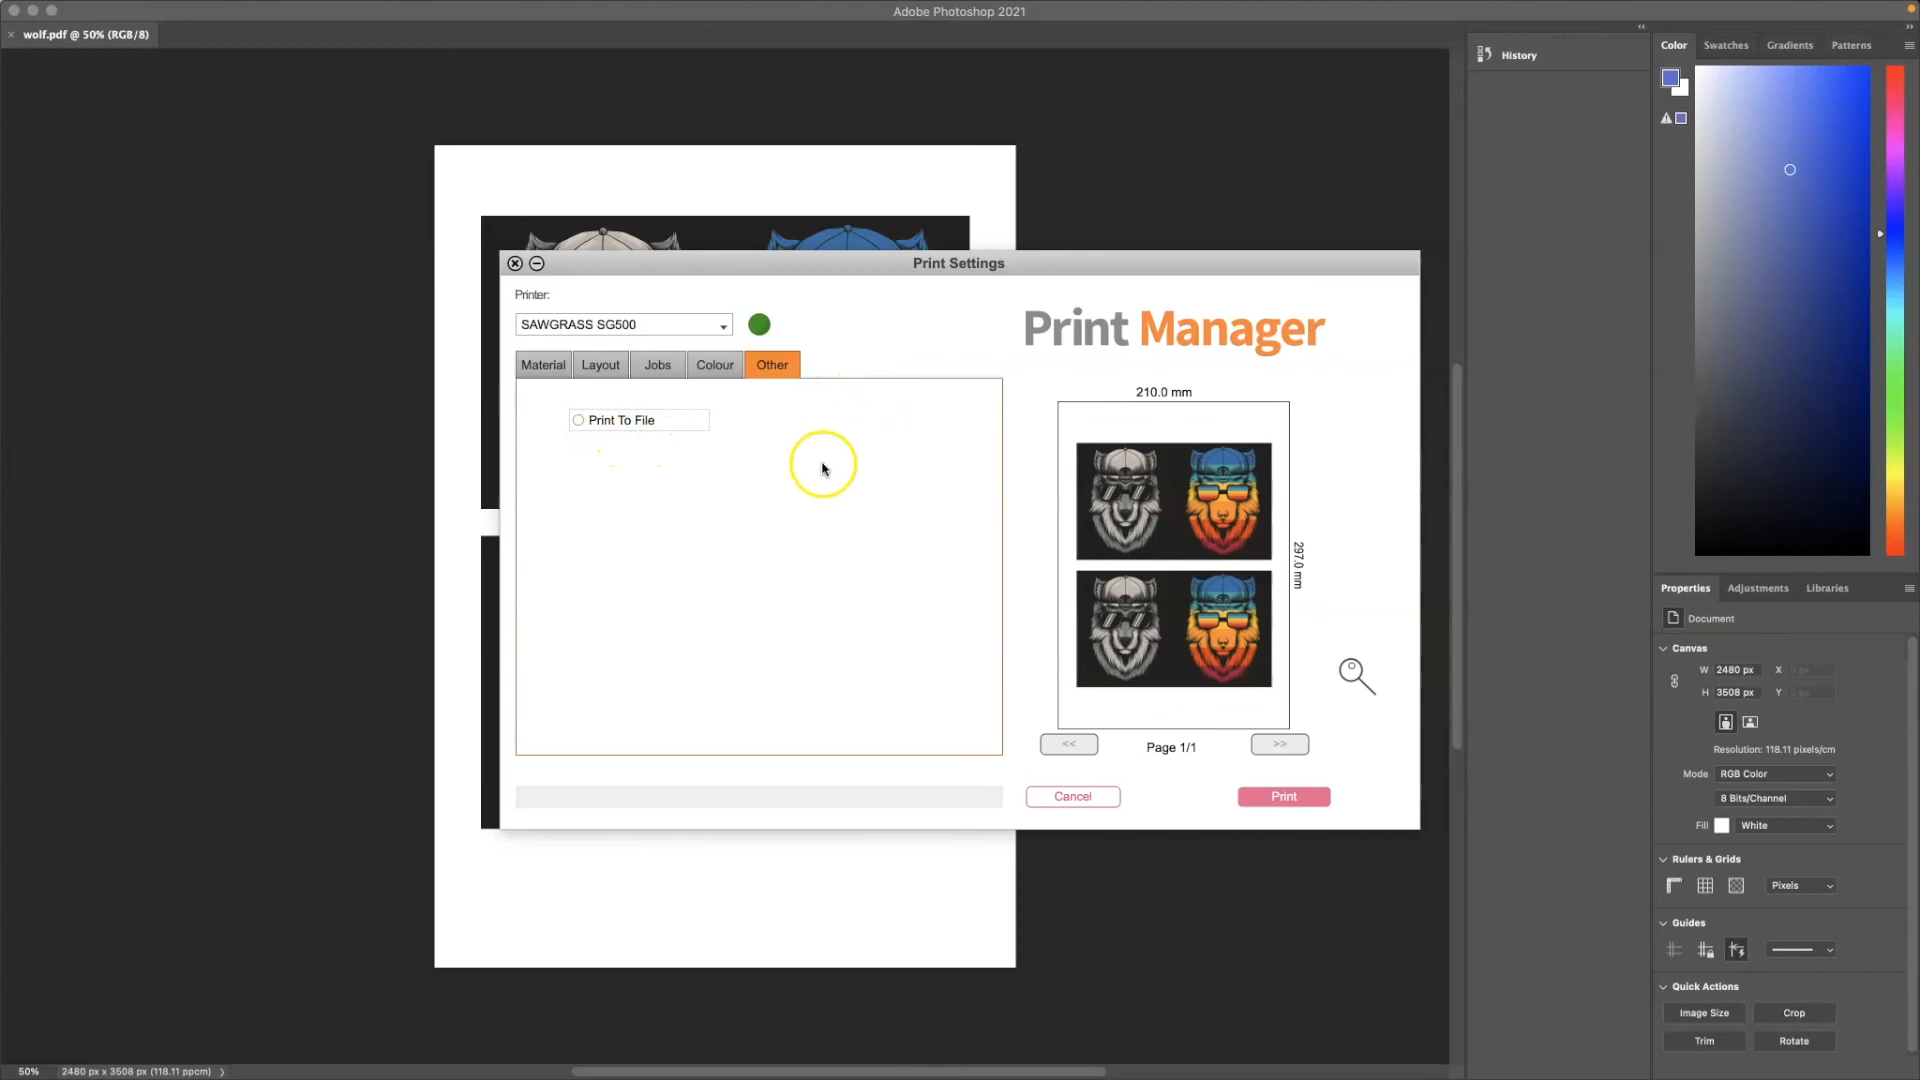 Adobe Photoshop 2021
wolf.pdf @ 50% (RGB/8)
History
Color
Swatches
Gradients
Patterns
Print Settings
Printer:
SAWGRASS SG500
Print Manager
Material
Layout
Jobs
Colour
Other
Print To File
210.0 mm
297.0 mm
<<
Page 1/1
>>
Cancel
Print
Properties
Adjustments
Libraries
Document
Canvas
W 2480 px X 0 px
H 3508 px Y 0 px
Resolution: 118.11 pixels/cm
Mode RGB Color
8 Bits/Channel
Fill White
Rulers & Grids
Pixels
Guides
Quick Actions
Image Size
Crop
Trim
Rotate
50% 2480 px x 3508 px (118.11 ppcm)